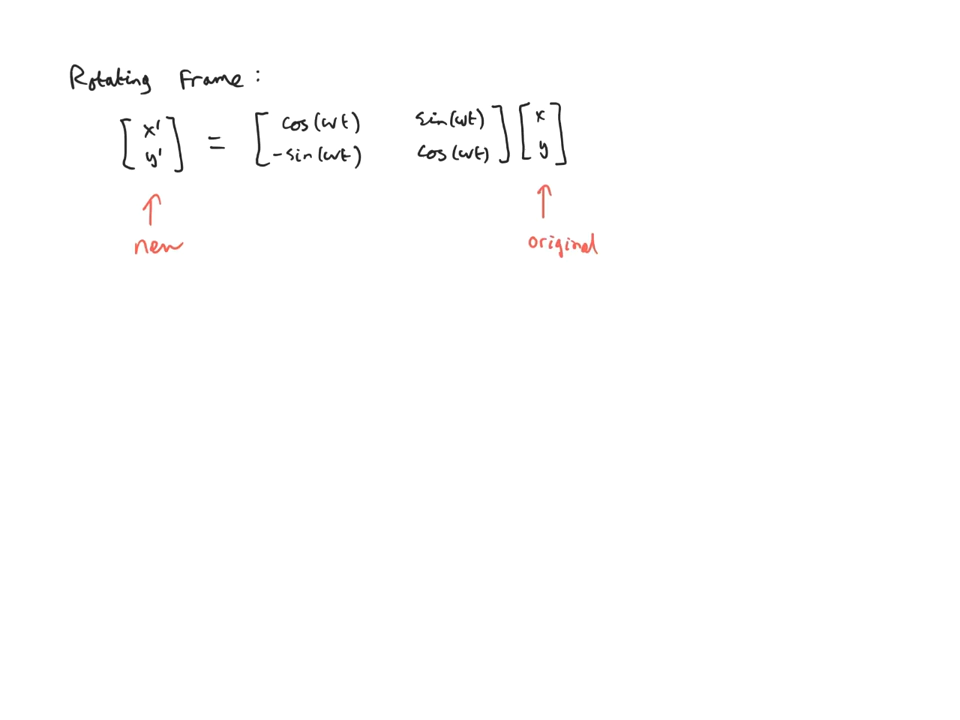 Rotating Frame:
[x' y'] = [cos(ωt) sin(ωt)] [x
-sin(ωt) cos(ωt)] y]
↑ ↑
new original